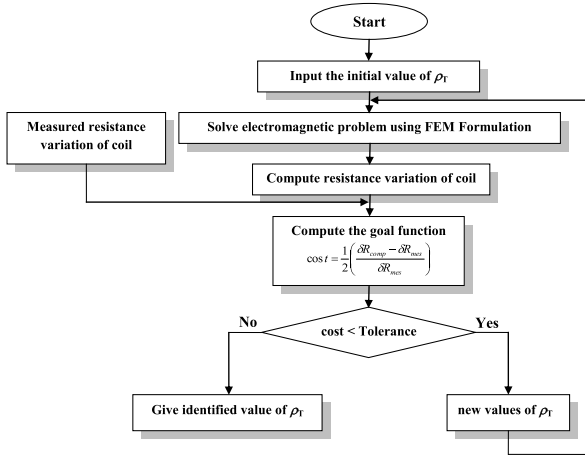 Start
Input the initial value of ρT
Measured resistance
variation of coil
Solve electromagnetic problem using FEM Formulation
Compute resistance variation of coil
Compute the goal function
cos t = 1/2 ( (δRcomp − δRmes) / δRmes )
cost < Tolerance
No
Yes
Give identified value of ρT
new values of ρT